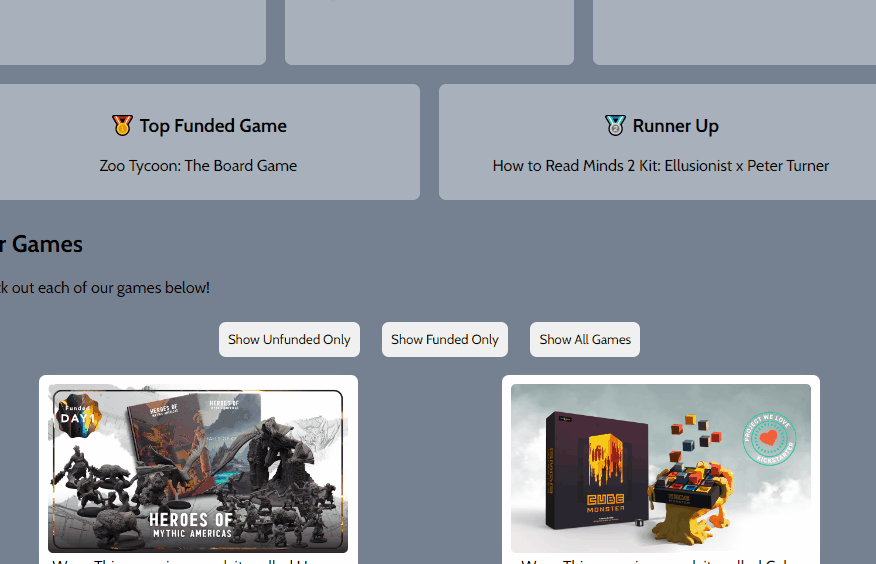 Top Funded Game
Zoo Tycoon: The Board Game
Runner Up
How to Read Minds 2 Kit: Ellusionist x Peter Turner
r Games
k out each of our games below!
Show Unfunded Only
Show Funded Only
Show All Games
Funded
DAY 1
HEROES OF
MYTHIC AMERICAS
HEROES OF
HEROES OF
MYTHIC AMERICAS
CUBE
MONSTER
PROJECT WE LOVE
KICKSTARTER